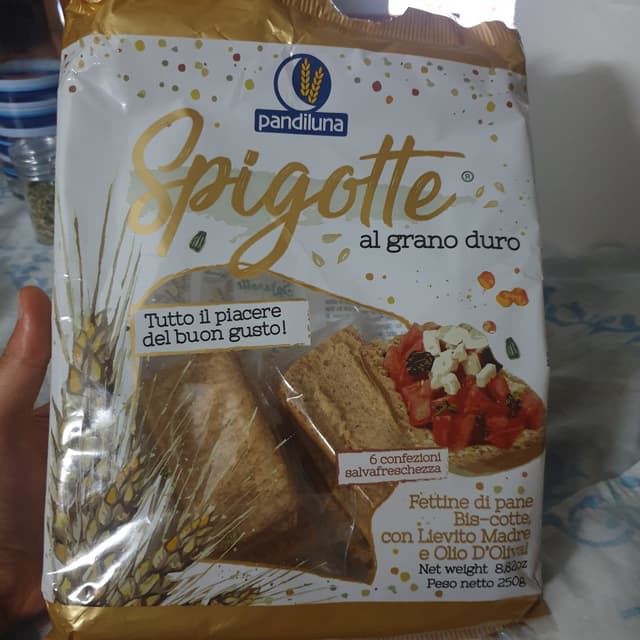 pandiluna
Spigotte®
al grano duro
Tutto il piacere
del buon gusto!
6 confezioni
salvafreschezza
Fettine di pane
Bis-cotte,
con Lievito Madre
e Olio D'Oliva!
Net weight 8.82oz
Peso netto 250g